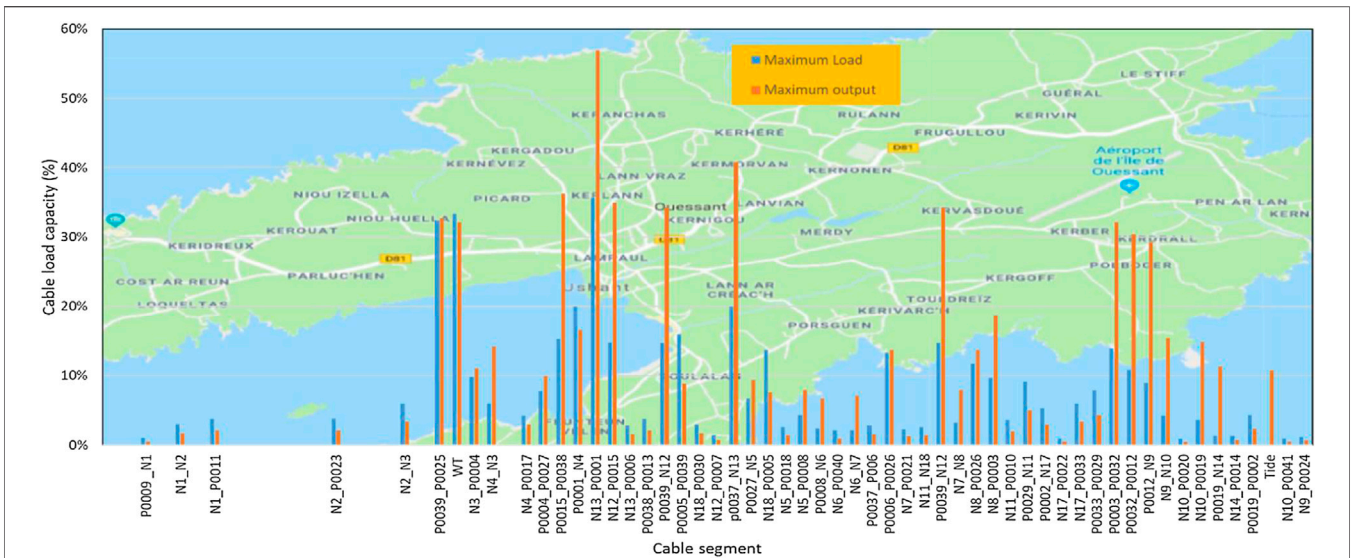 60%
50%
40%
30%
20%
10%
0%
Cable load capacity (%)
Maximum Load
Maximum output
LE STIFF
GUÉRAL
KERIVIN
RULANN
FRUGULLOU
D81
KERHÉRÉ
KERGADOU
KERNÉVEZ
KERMORVAN
KERNONEN
Aéroport
de l'Île de
Ouessant
LANN VRAZ
NIOU IZELLA
PICARD
Ouessant
LANVIAN
PEN AR LAN
KERN
NIOU HUELLA
KERNIGOU
KERVASDOUÉ
KEROUAT
KERIDREUX
MERDY
KERBER
D81
LAMPAUL
PARLUC'HEN
COST AR REUN
LOQUELTAS
Ushant
LANN AR
CREAC'H
KERGOFF
PORSGUEN
KERIVARC'H
P0009_N1
N1_N2
N1_P0011
N2_P0023
N2_N3
P0039_P0025
WT
N3_P0004
N4_N3
N4_P0017
P0004_P0027
P0015_P0038
P0001_N4
N13_P0001
N12_P0015
N13_P0006
P0038_P0013
P0039_N12
P0005_P0039
N18_P0030
N12_P0007
p0037_N13
P0027_N5
N18_P0005
N5_P0018
N5_P0008
P0008_N6
N6_P0040
N6_N7
P0037_P006
P0006_P0026
N7_P0021
N11_N18
P0039_N12
N7_N8
N8_P0026
N8_P0003
N11_P0010
P0029_N11
P0002_N17
N17_P0022
N17_P0033
P0033_P0029
P0003_P0032
P0032_P0012
P0012_N9
N9_N10
N10_P0020
N10_P0019
P0019_N14
N14_P0014
P0019_P0002
Tide
N10_P0041
N9_P0024
Cable segment